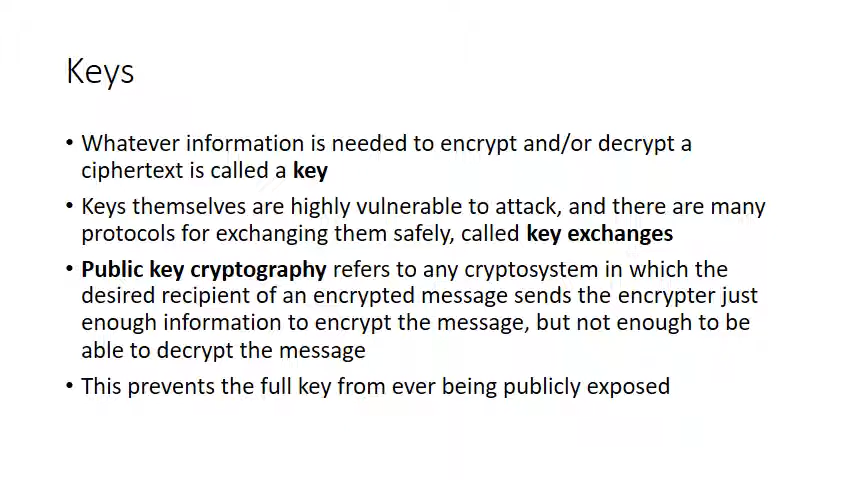 Keys
• Whatever information is needed to encrypt and/or decrypt a
ciphertext is called a key
• Keys themselves are highly vulnerable to attack, and there are many
protocols for exchanging them safely, called key exchanges
• Public key cryptography refers to any cryptosystem in which the
desired recipient of an encrypted message sends the encrypter just
enough information to encrypt the message, but not enough to be
able to decrypt the message
• This prevents the full key from ever being publicly exposed